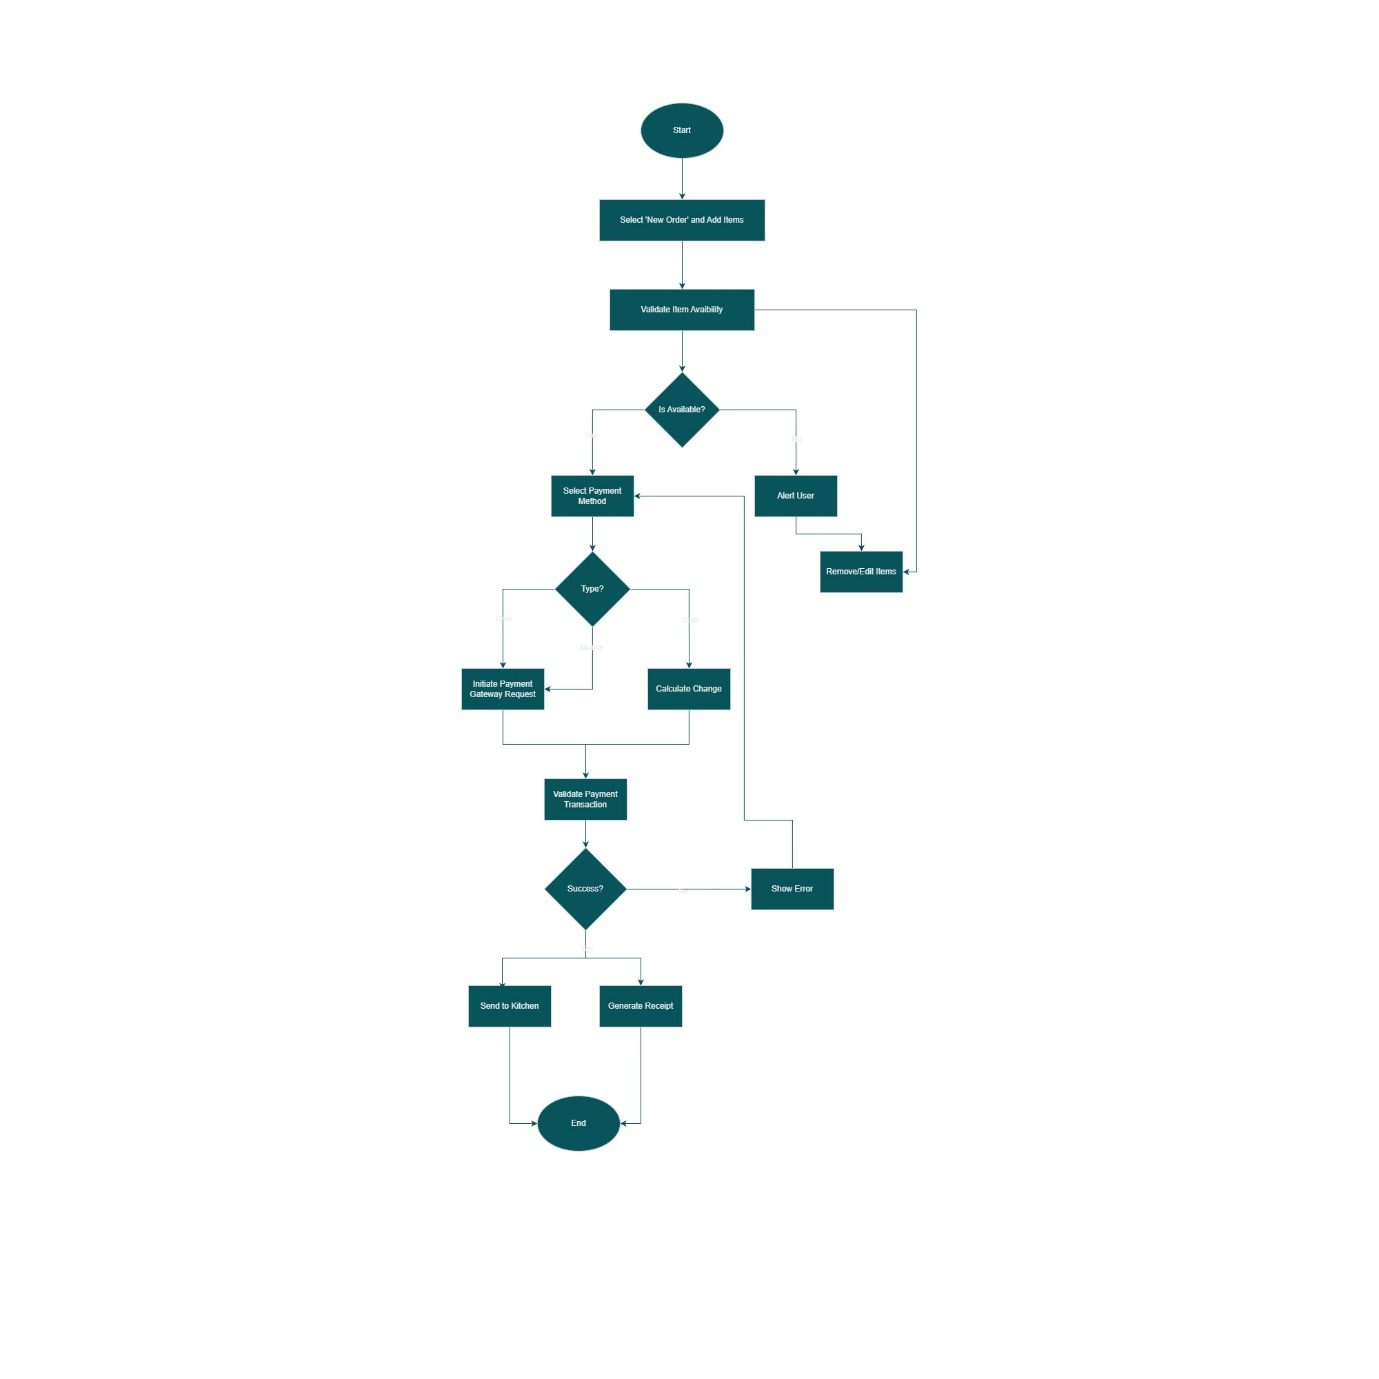 Start
Select 'New Order' and Add Items
Validate Item Avaibility
Is Available?
Select Payment
Method
Alert User
Remove/Edit Items
Type?
Initiate Payment
Gateway Request
Calculate Change
Validate Payment
Transaction
Success?
Show Error
Send to Kitchen
Generate Receipt
End